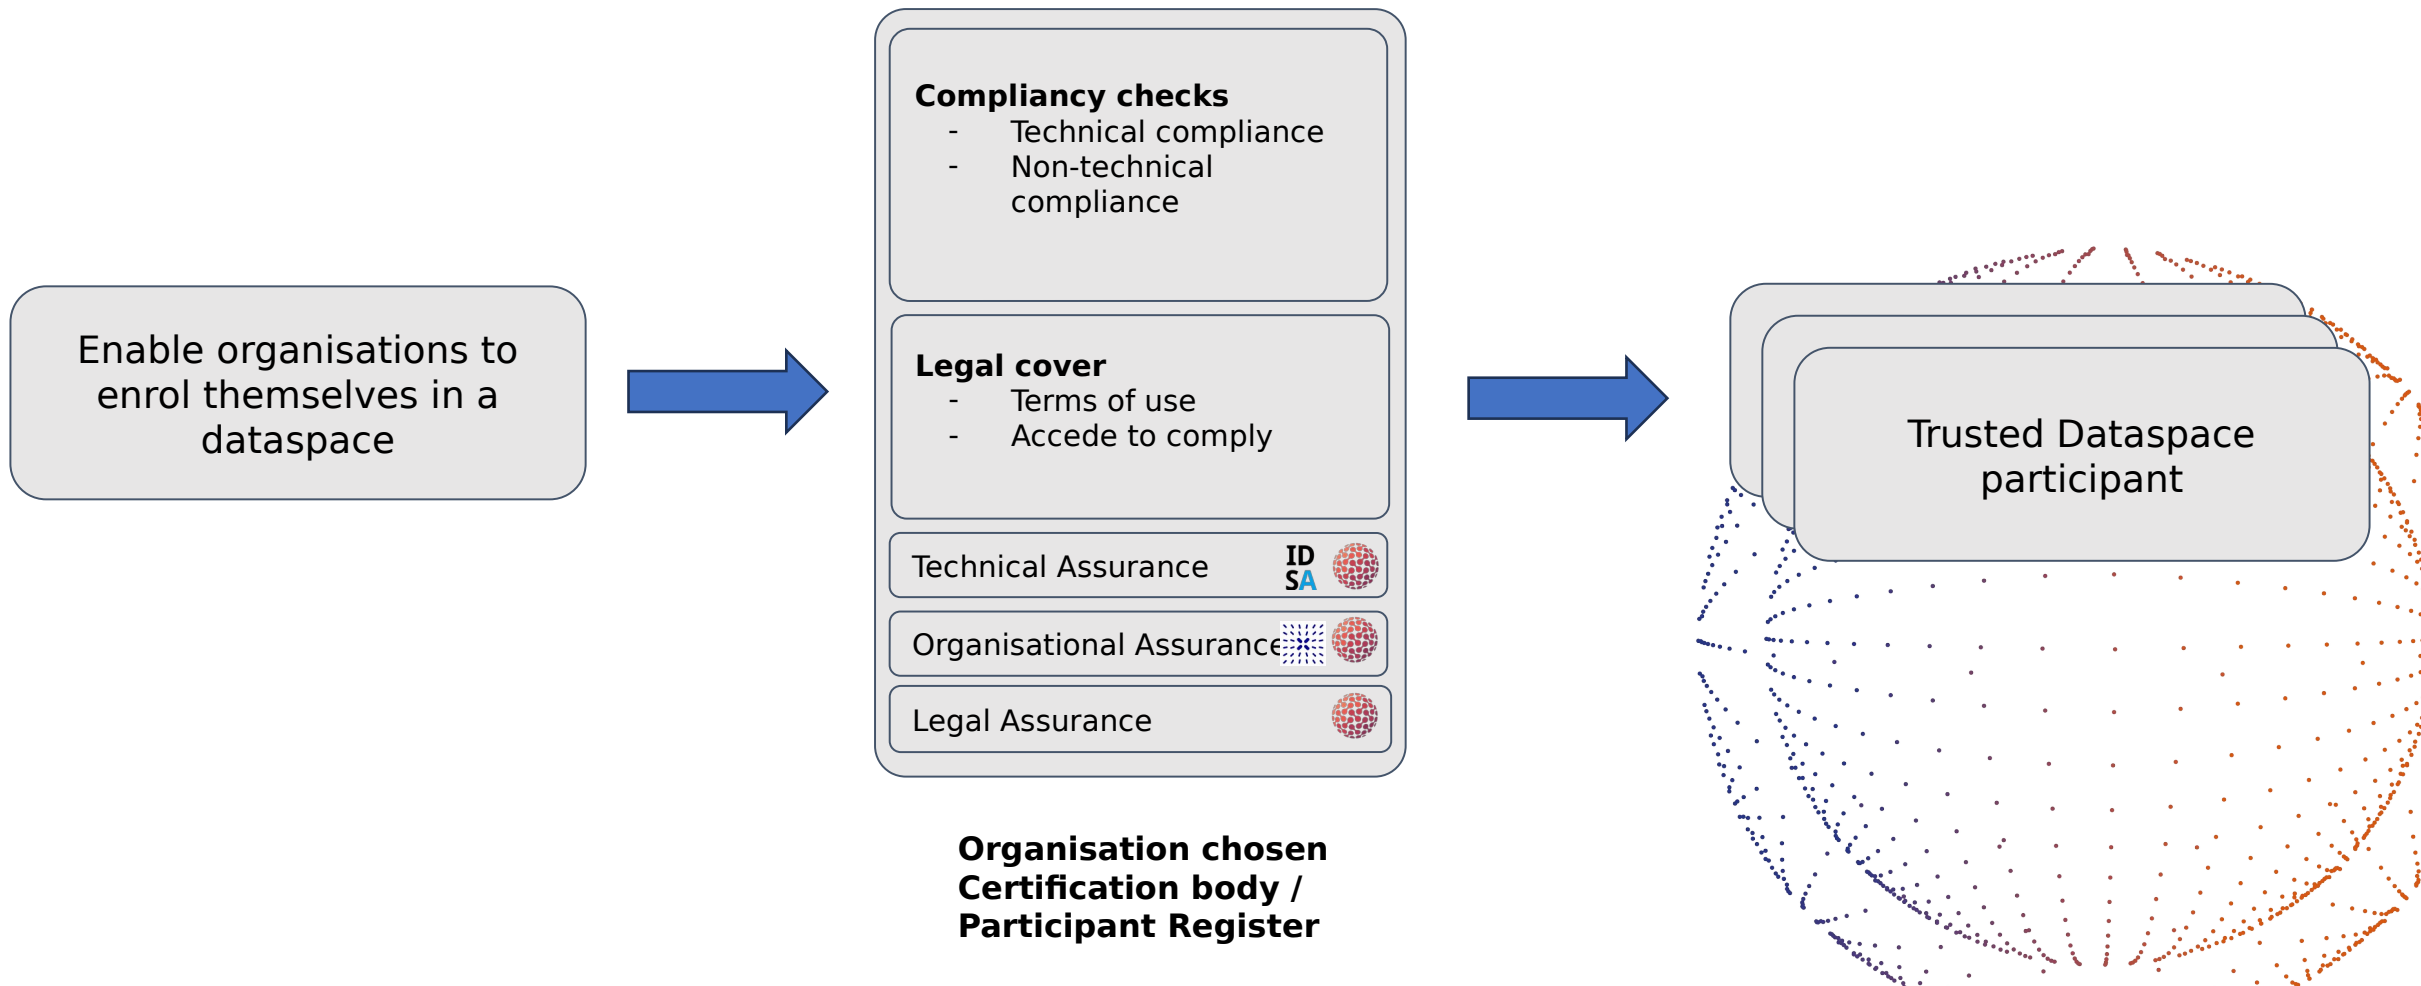 Enable organisations to
enrol themselves in a
dataspace
Compliancy checks
- Technical compliance
- Non-technical
compliance
Legal cover
- Terms of use
- Accede to comply
Technical Assurance
ID
SA
Organisational Assurance
Legal Assurance
Organisation chosen
Certification body /
Participant Register
Trusted Dataspace
participant